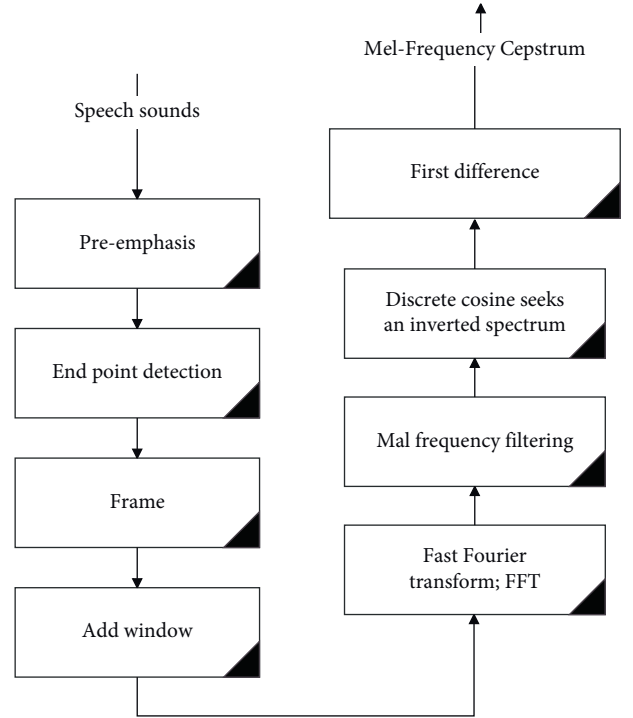 Speech sounds
Pre-emphasis
End point detection
Frame
Add window
Fast Fourier
transform; FFT
Mal frequency filtering
Discrete cosine seeks
an inverted spectrum
First difference
Mel-Frequency Cepstrum